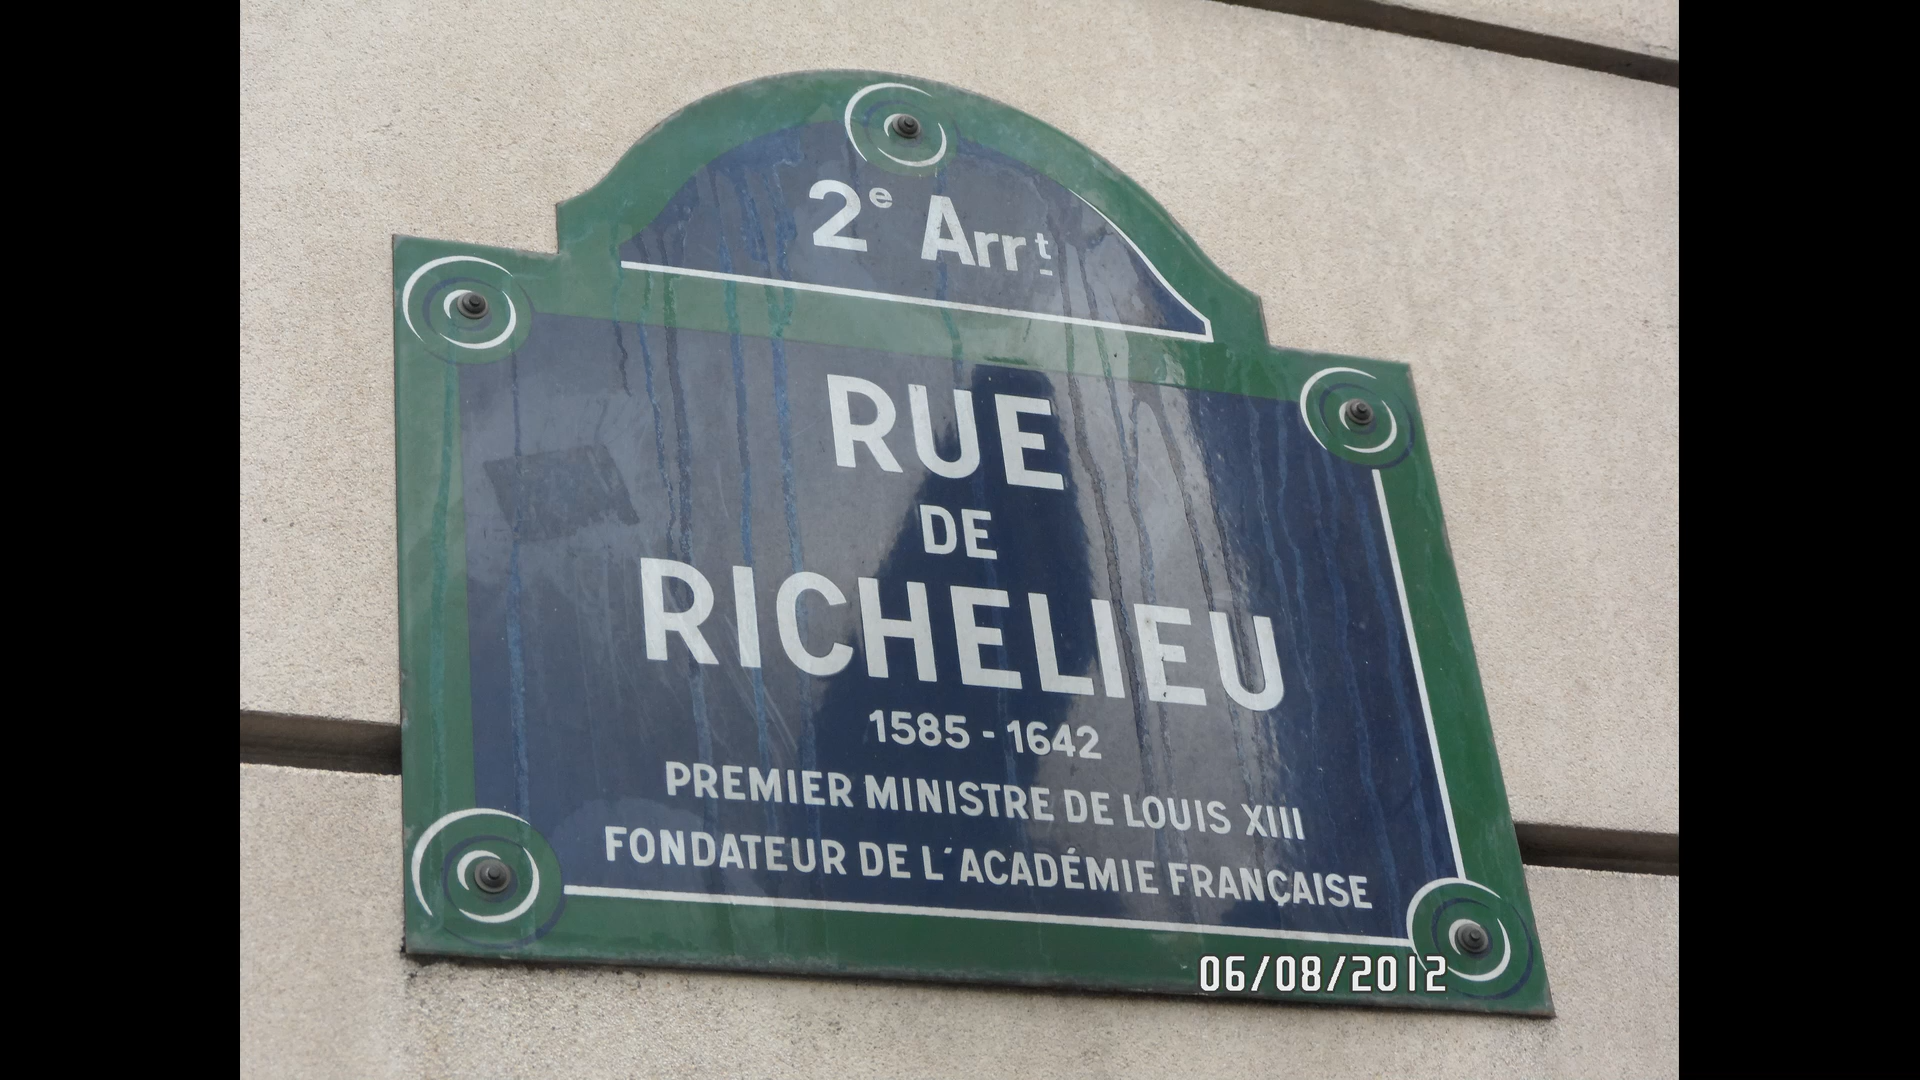 2e Arrt
RUE
DE
RICHELIEU
1585 - 1642
PREMIER MINISTRE DE LOUIS XIII
FONDATEUR DE L'ACADÉMIE FRANÇAISE
06/08/2012